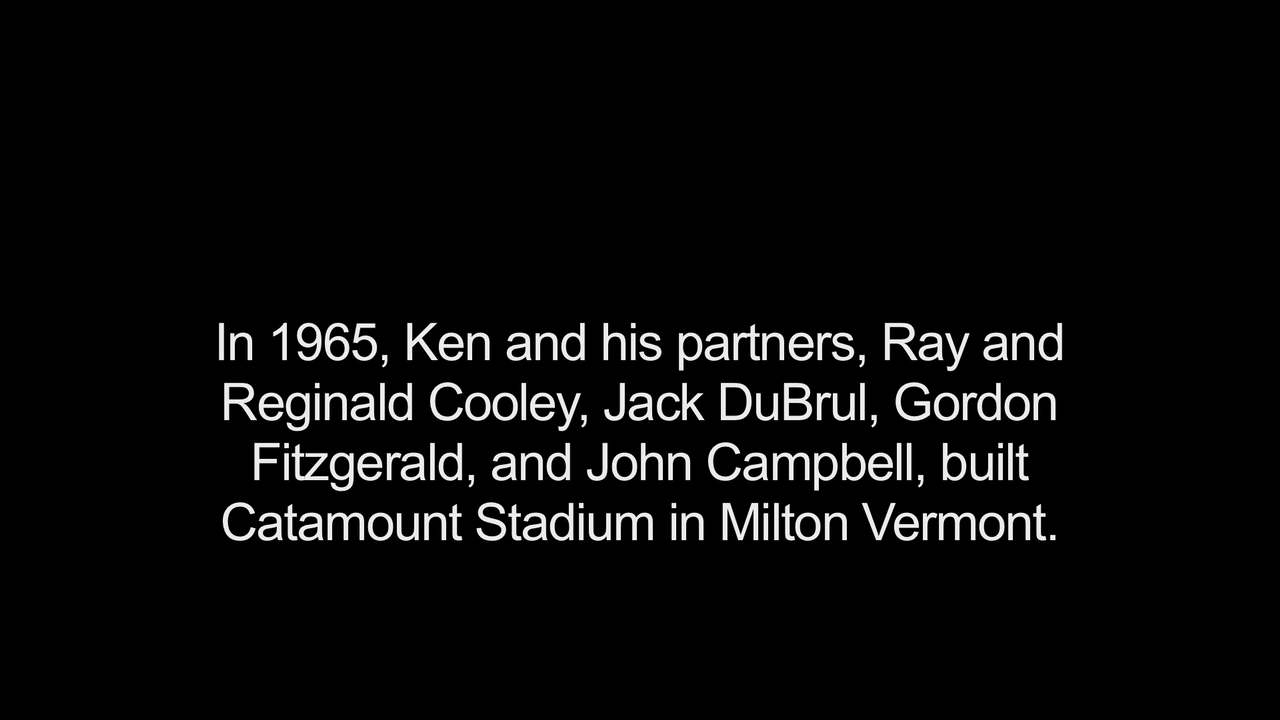 In 1965, Ken and his partners, Ray and
Reginald Cooley, Jack DuBrul, Gordon
Fitzgerald, and John Campbell, built
Catamount Stadium in Milton Vermont.